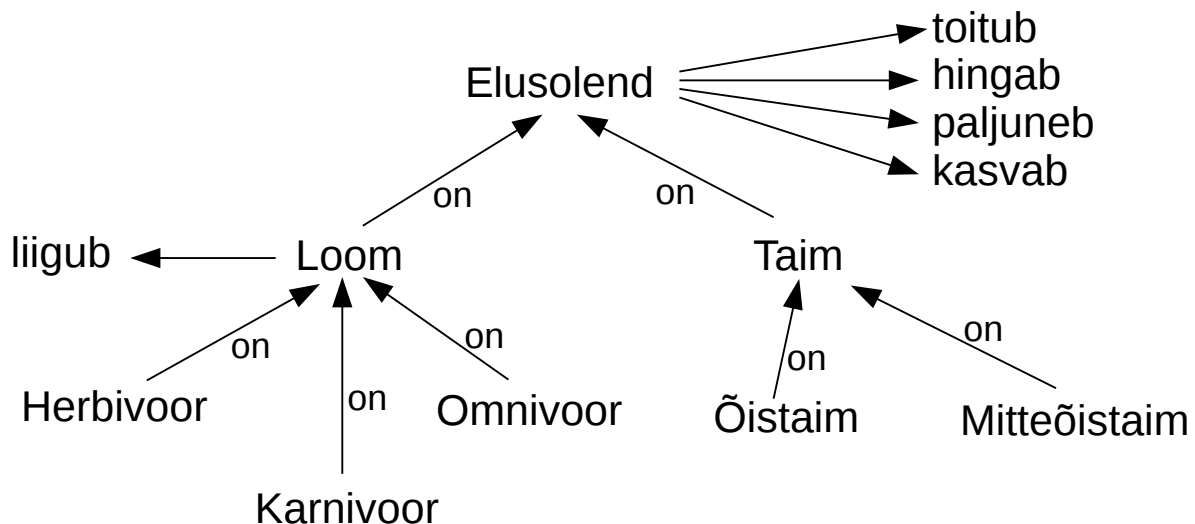 toitub
Elusolend
hingab
paljuneb
kasvab
on
on
liigub
Loom
Taim
on
on
on
on
on
Herbivoor
Omnivoor
Õistaim
Mitteõistaim
Karnivoor